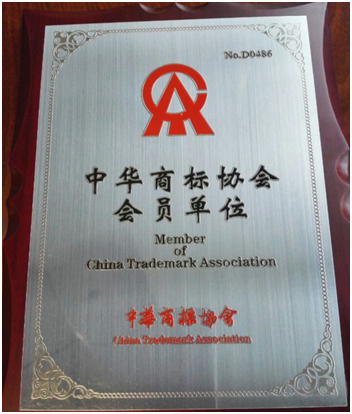 No.D0486
中华商标协会
会员单位
Member
of
China Trademark Association
中華商標協會
China Trademark Association